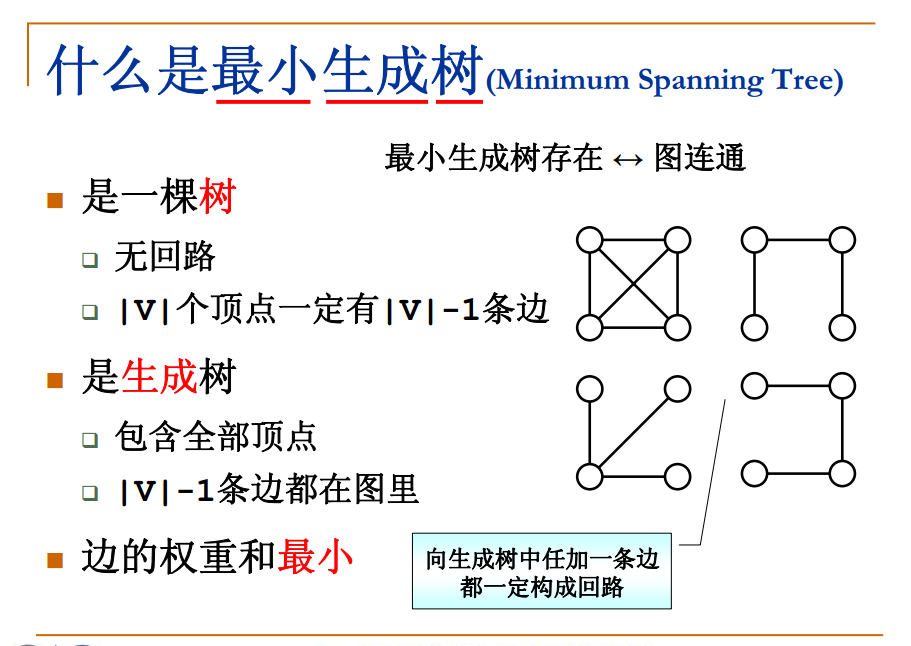 什么是最小生成树(Minimum Spanning Tree)
最小生成树存在 ↔ 图连通
是一棵树
无回路
|V|个顶点一定有|V|-1条边
是生成树
包含全部顶点
|V|-1条边都在图里
边的权重和最小
向生成树中任加一条边
都一定构成回路